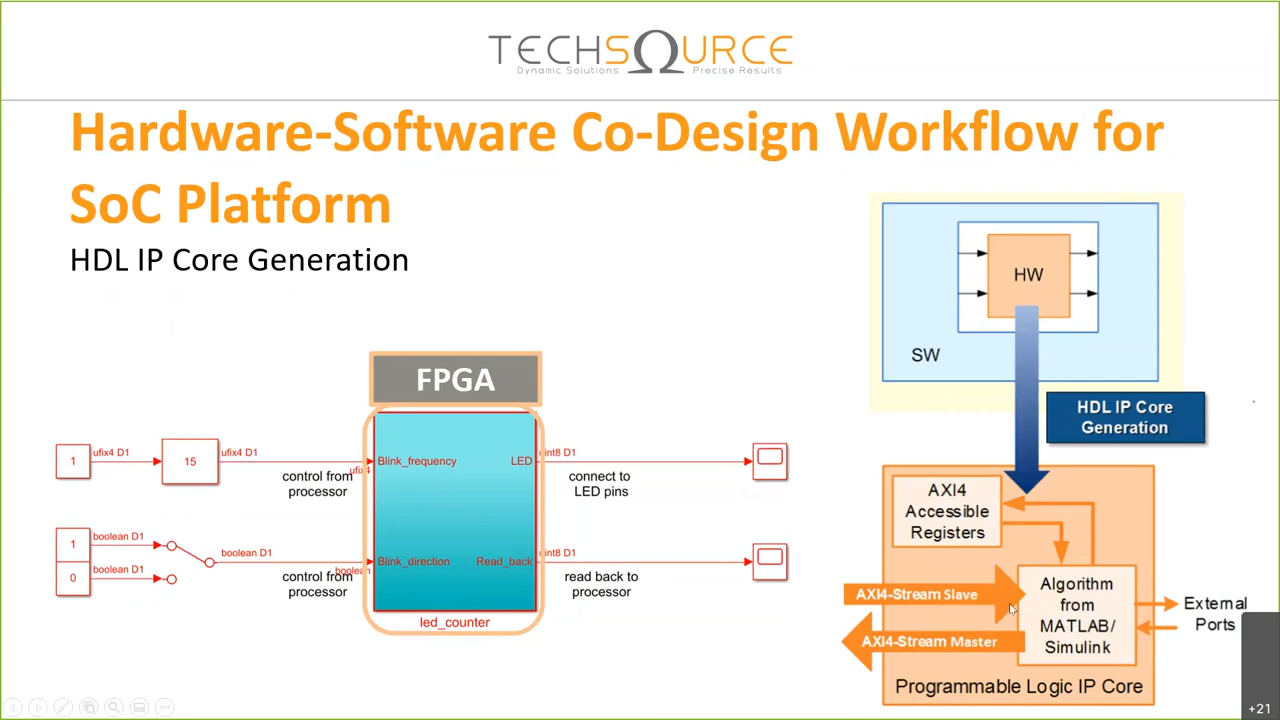 TECHSOURCE
Dynamic Solutions Precise Results
Hardware-Software Co-Design Workflow for
SoC Platform
HDL IP Core Generation
FPGA
1
ufix4 D1
15
ufix4 D1
control from
processor
ufix4
Blink_frequency
LED
uint8 D1
connect to
LED pins
1
boolean D1
0
boolean D1
boolean D1
control from
processor
boolean
Blink_direction
Read_back
uint8 D1
read back to
processor
led_counter
HW
SW
HDL IP Core
Generation
AXI4
Accessible
Registers
AXI4-Stream Slave
AXI4-Stream Master
Algorithm
from
MATLAB/
Simulink
External
Ports
Programmable Logic IP Core
+21